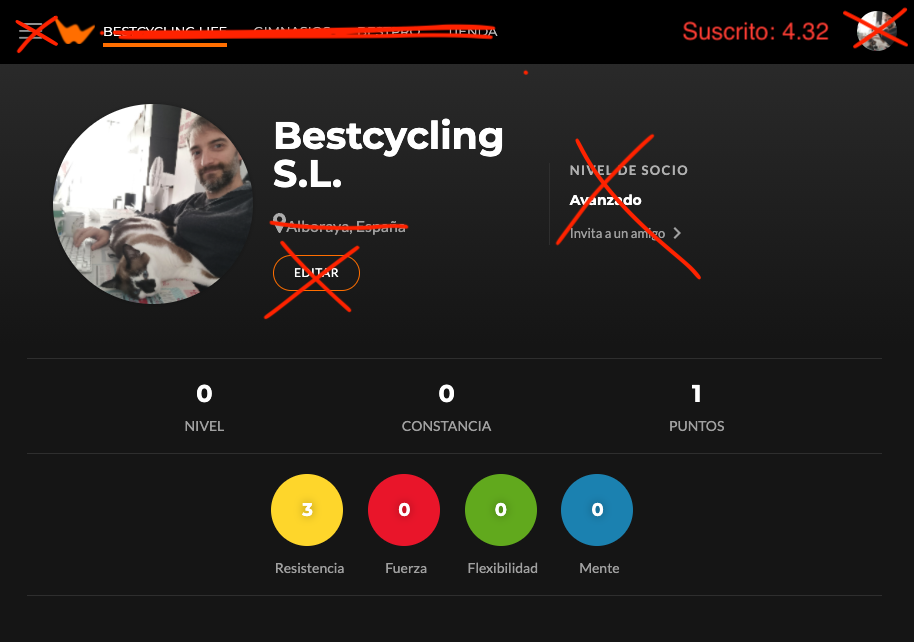 BESTCYCLING LIFE GIMNASIOS BESTPRO TIENDA
Suscrito: 4.32
Bestcycling
S.L.
Alboraya, España
EDITAR
NIVEL DE SOCIO
Avanzado
Invita a un amigo
0 0 1
NIVEL CONSTANCIA PUNTOS
3 0 0 0
Resistencia Fuerza Flexibilidad Mente